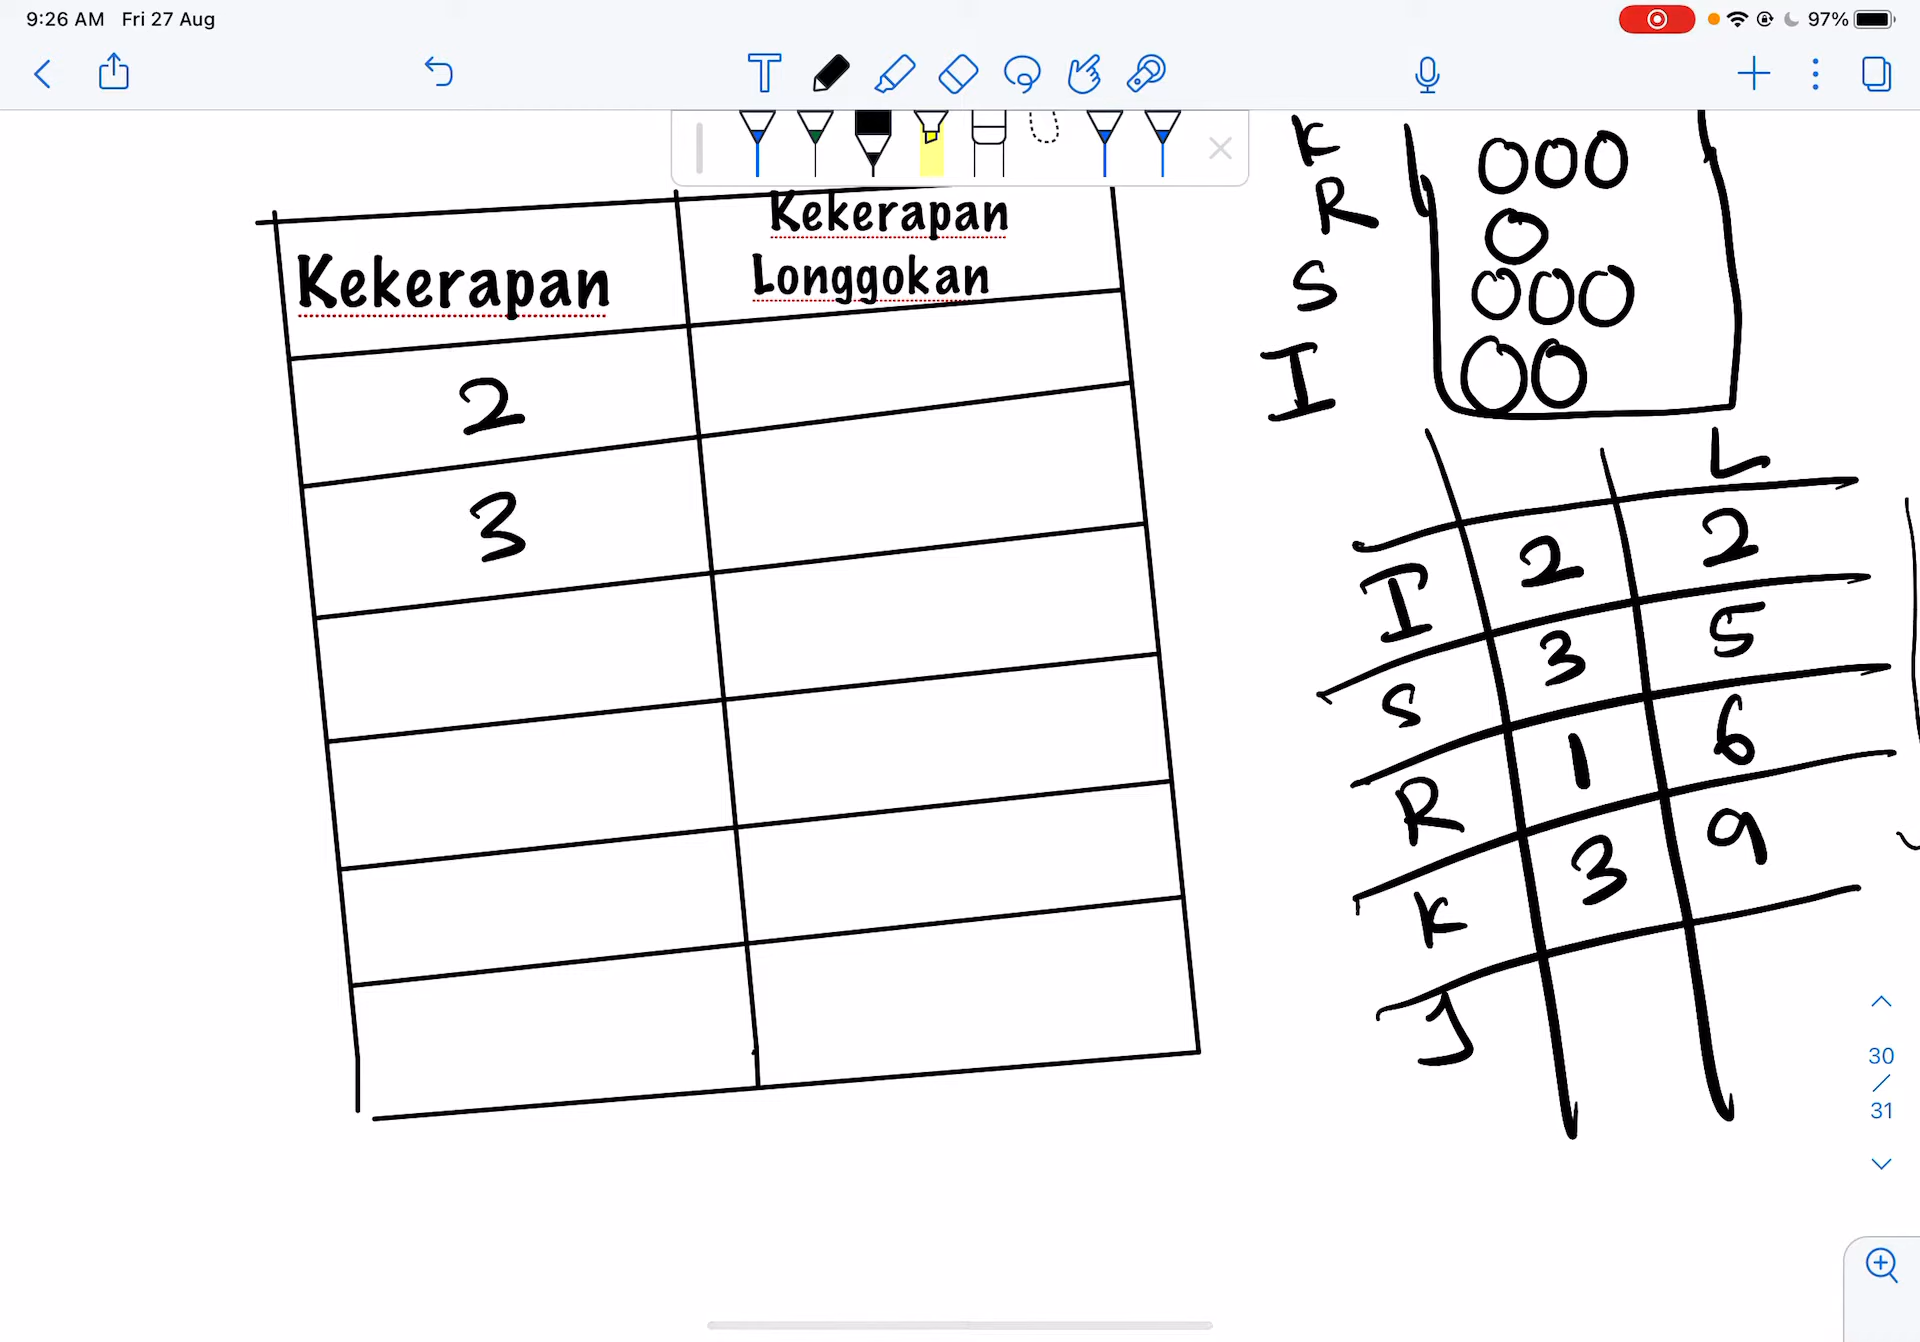 9:26 AM Fri 27 Aug
97%
T
Kekerapan
Kekerapan
Longgokan
2
3
K
R
S
I
L
I 2 2
S 3 5
R 1 6
K 3 9
J
30
/
31